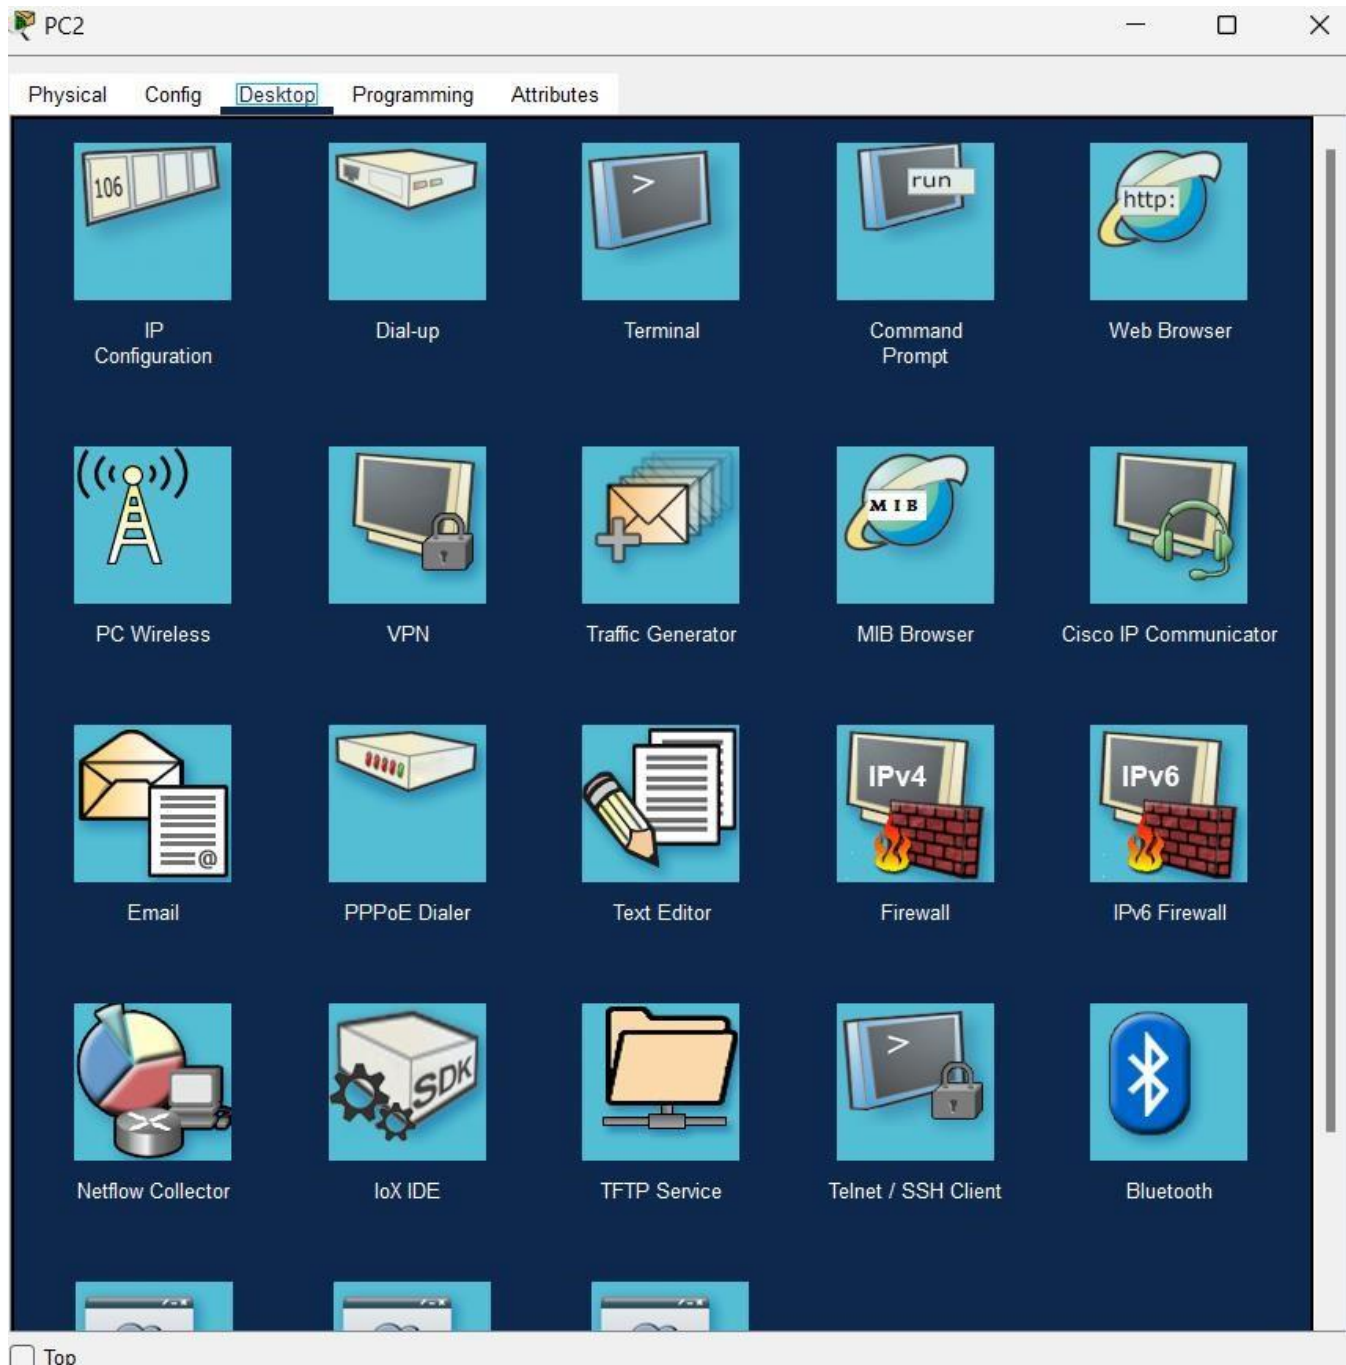 PC2
Physical Config Desktop Programming Attributes
106
>
run
http:
IP
Configuration
Dial-up
Terminal
Command
Prompt
Web Browser
MIB
PC Wireless
VPN
Traffic Generator
MIB Browser
Cisco IP Communicator
IPv4
IPv6
@
Email
PPPoE Dialer
Text Editor
Firewall
IPv6 Firewall
SDK
>
Netflow Collector
IoX IDE
TFTP Service
Telnet / SSH Client
Bluetooth
Top